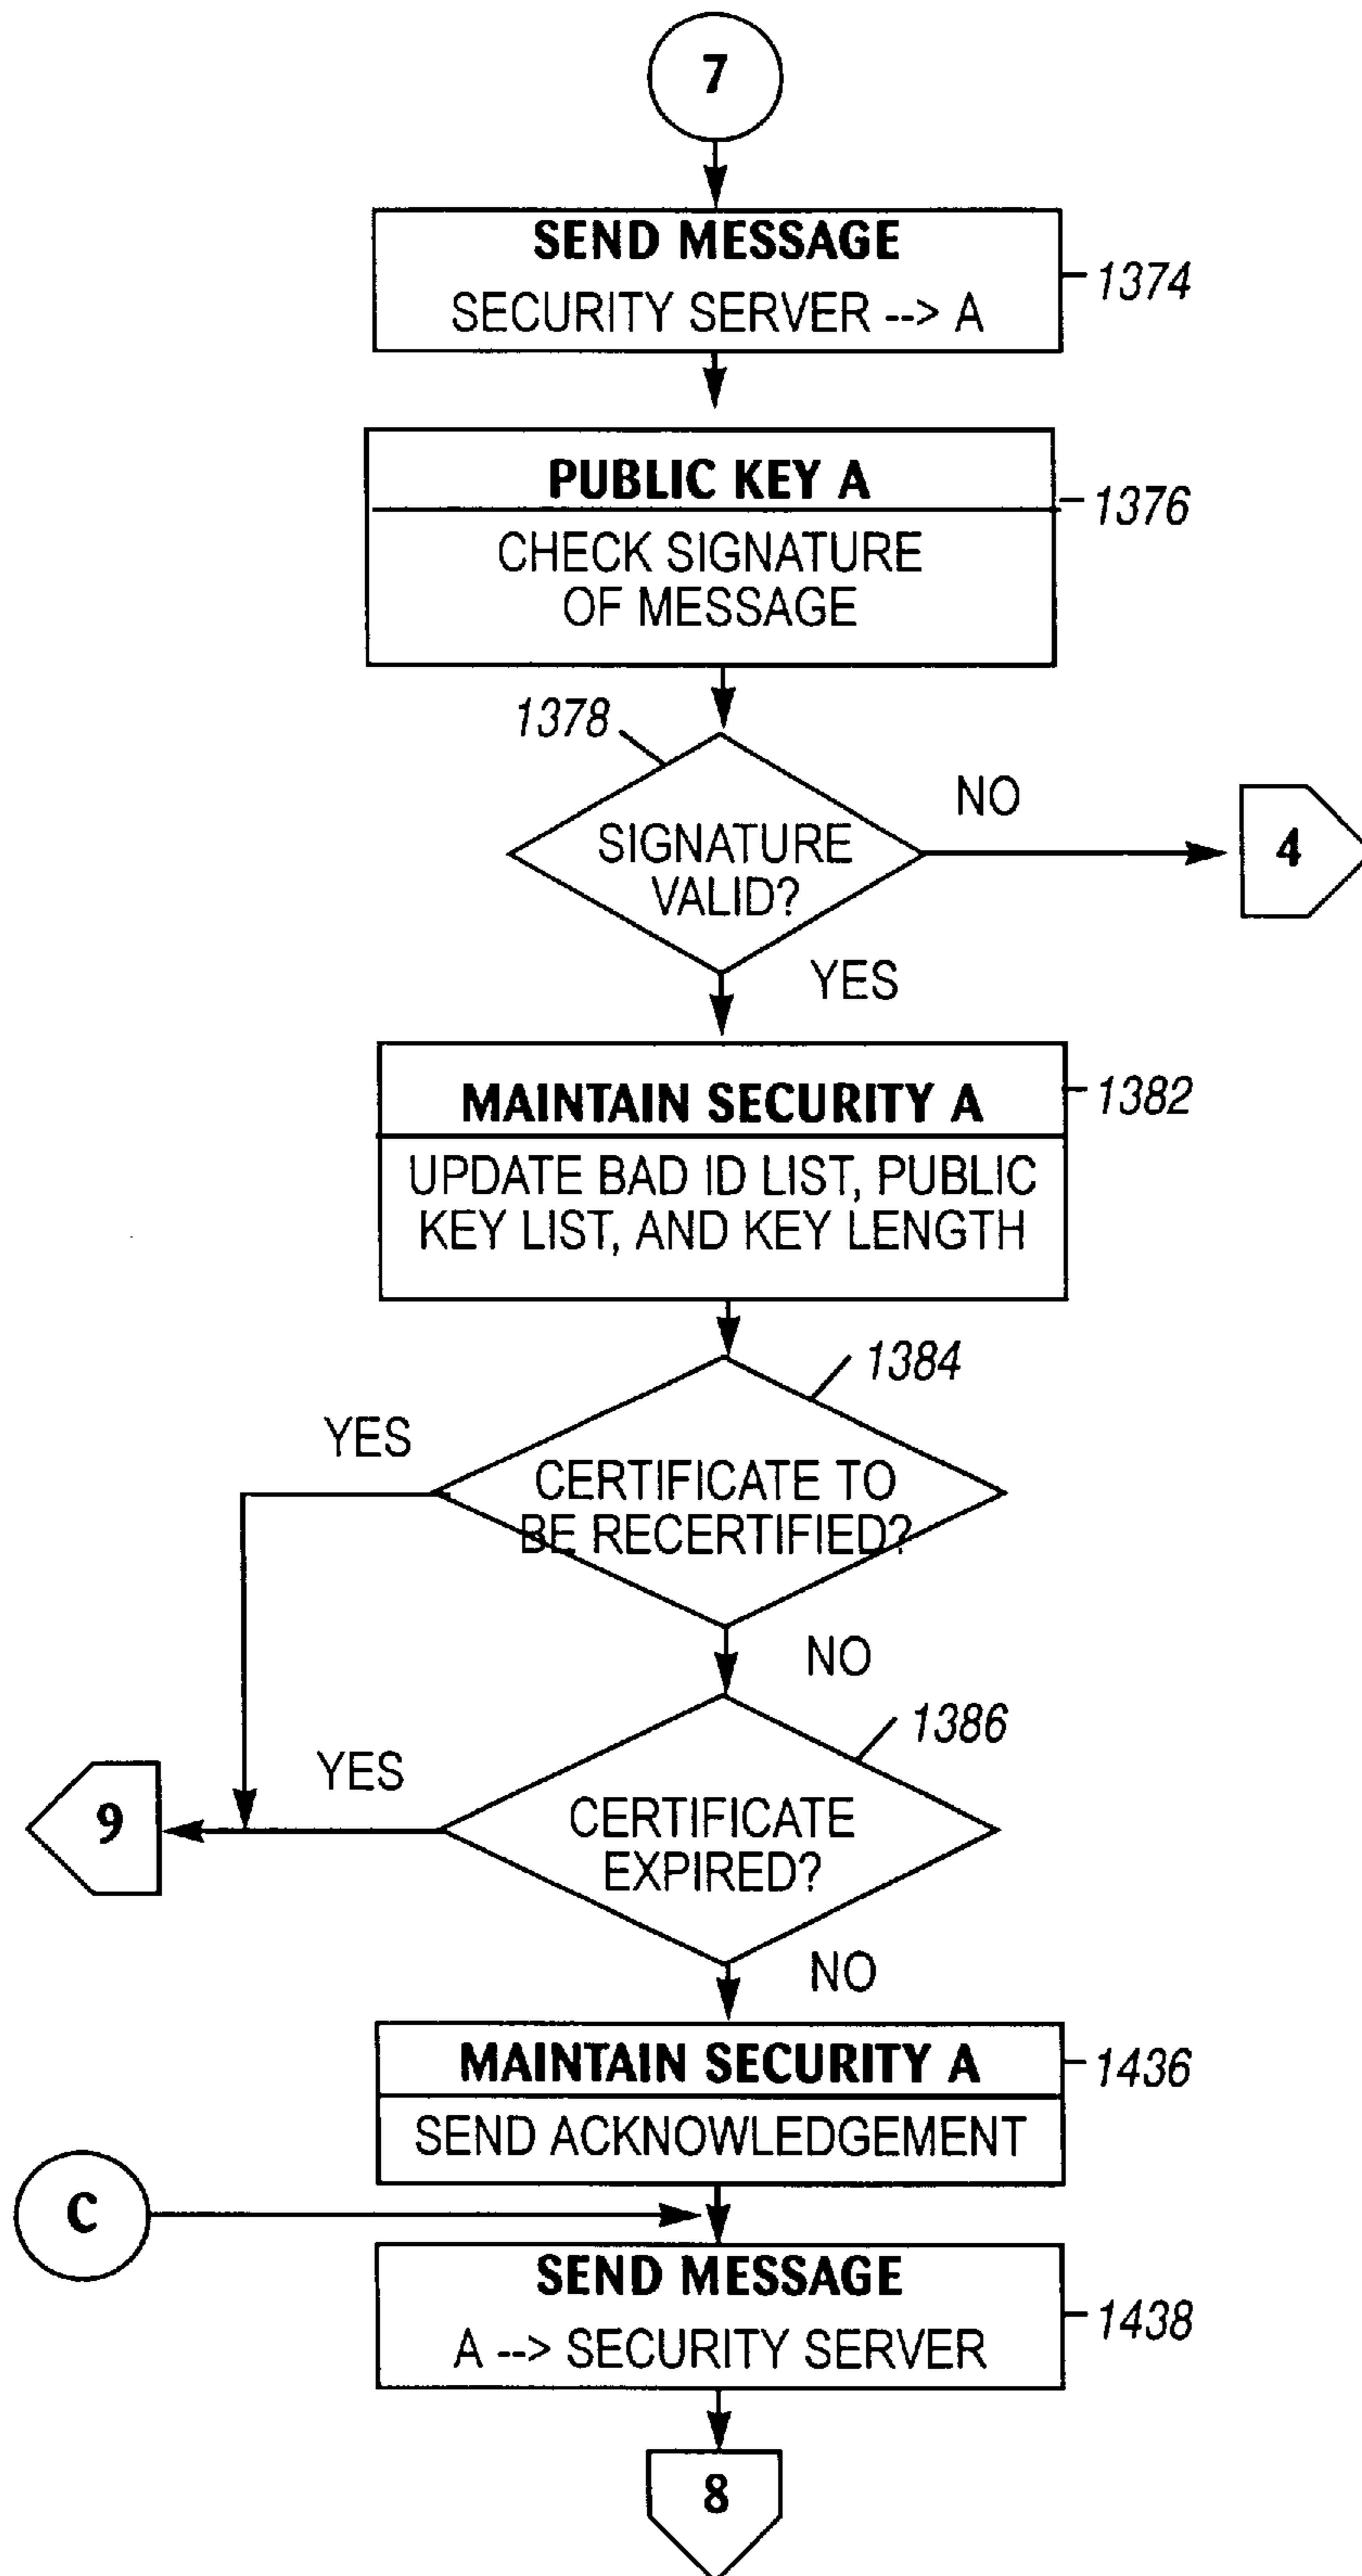 7
SEND MESSAGE
SECURITY SERVER --> A
1374
PUBLIC KEY A
1376
CHECK SIGNATURE
OF MESSAGE
1378
SIGNATURE
VALID?
NO
4
YES
MAINTAIN SECURITY A
1382
UPDATE BAD ID LIST, PUBLIC
KEY LIST, AND KEY LENGTH
1384
YES
CERTIFICATE TO
BE RECERTIFIED?
NO
1386
YES
9
CERTIFICATE
EXPIRED?
NO
MAINTAIN SECURITY A
1436
SEND ACKNOWLEDGEMENT
C
SEND MESSAGE
1438
A --> SECURITY SERVER
8